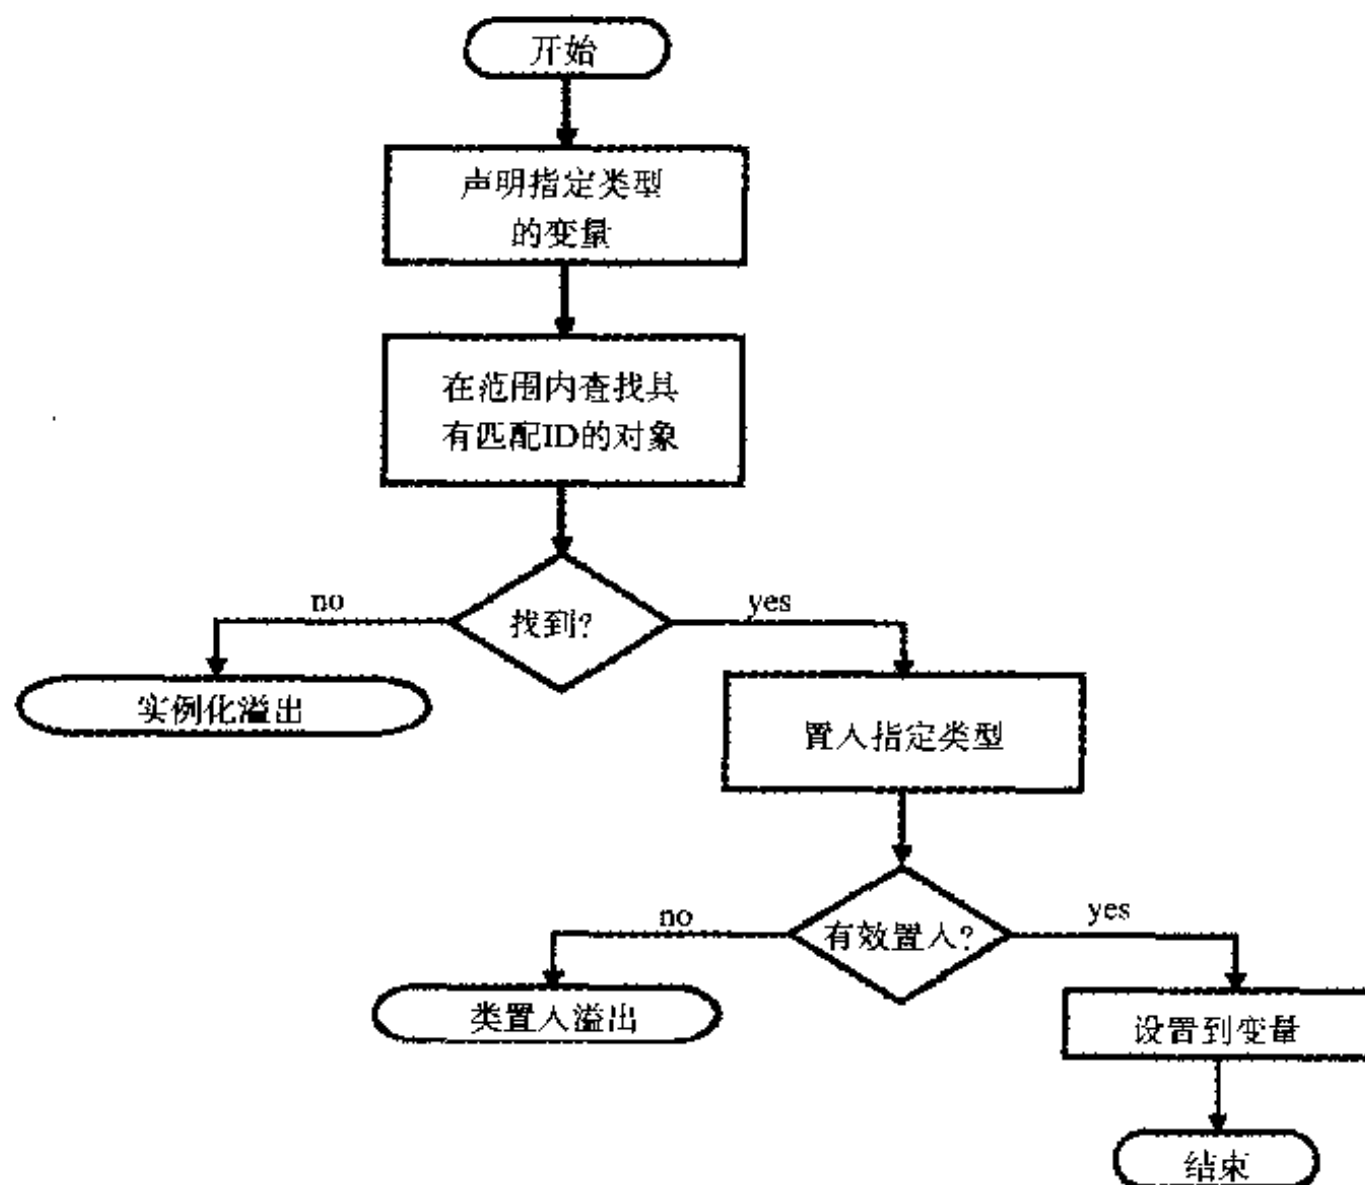 开始
声明指定类型
的变量
在范围内查找具
有匹配ID的对象
找到?
no
yes
实例化溢出
置入指定类型
有效置入?
no
yes
类置入溢出
设置到变量
结束